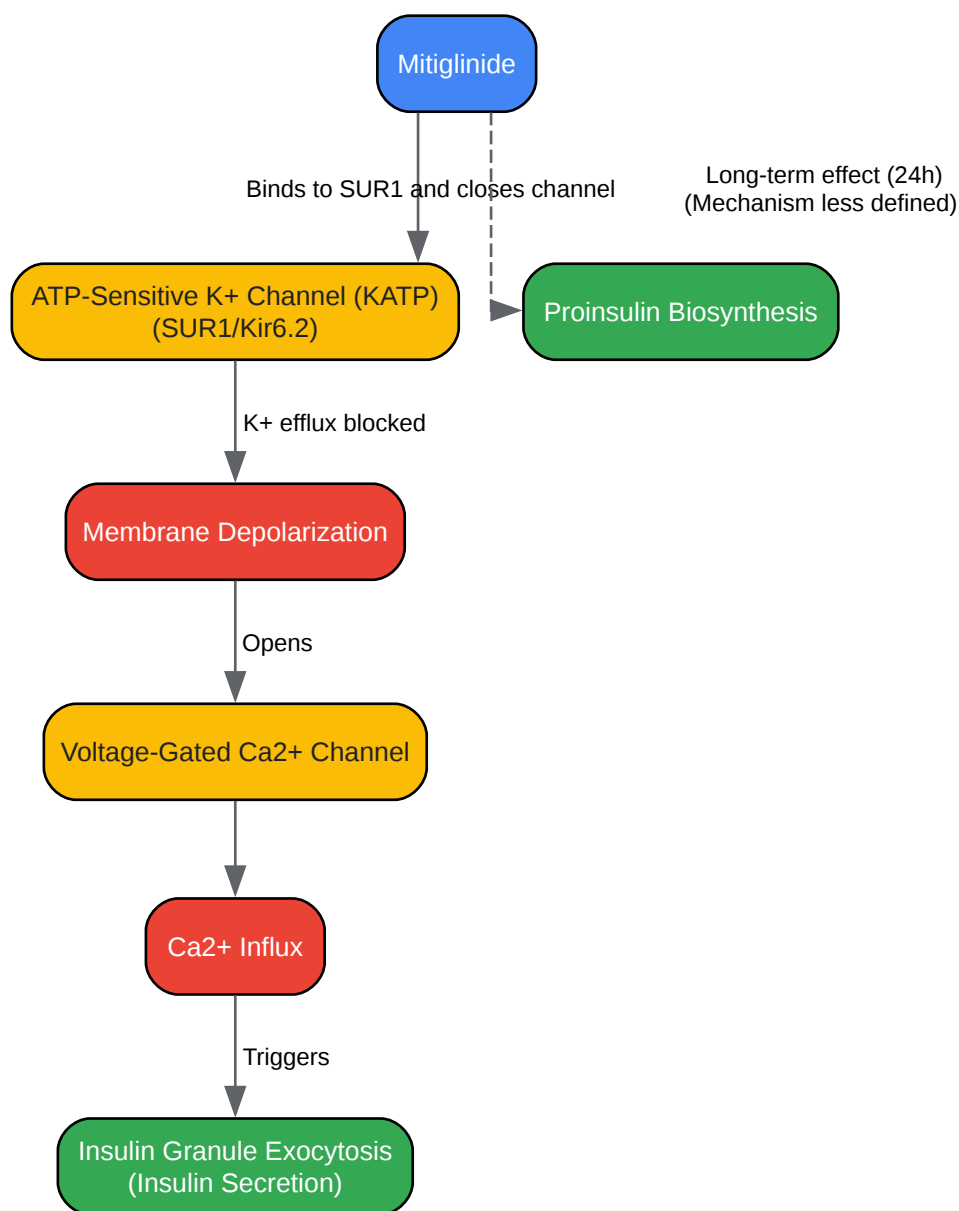 Mitiglinide
Binds to SUR1 and closes channel
Long-term effect (24h)
(Mechanism less defined)
ATP-Sensitive K+ Channel (KATP)
(SUR1/Kir6.2)
Proinsulin Biosynthesis
K+ efflux blocked
Membrane Depolarization
Opens
Voltage-Gated Ca2+ Channel
Ca2+ Influx
Triggers
Insulin Granule Exocytosis
(Insulin Secretion)